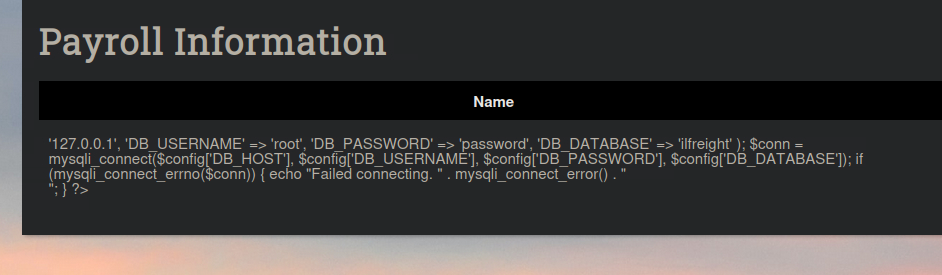 Payroll Information
Name
'127.0.0.1', 'DB_USERNAME' => 'root', 'DB_PASSWORD' => 'password', 'DB_DATABASE' => 'ilfreight' ); $conn =
mysqli_connect($config['DB_HOST'], $config['DB_USERNAME'], $config['DB_PASSWORD'], $config['DB_DATABASE']); if
(mysqli_connect_errno($conn)) { echo "Failed connecting. " . mysqli_connect_error() . "
"; } ?>